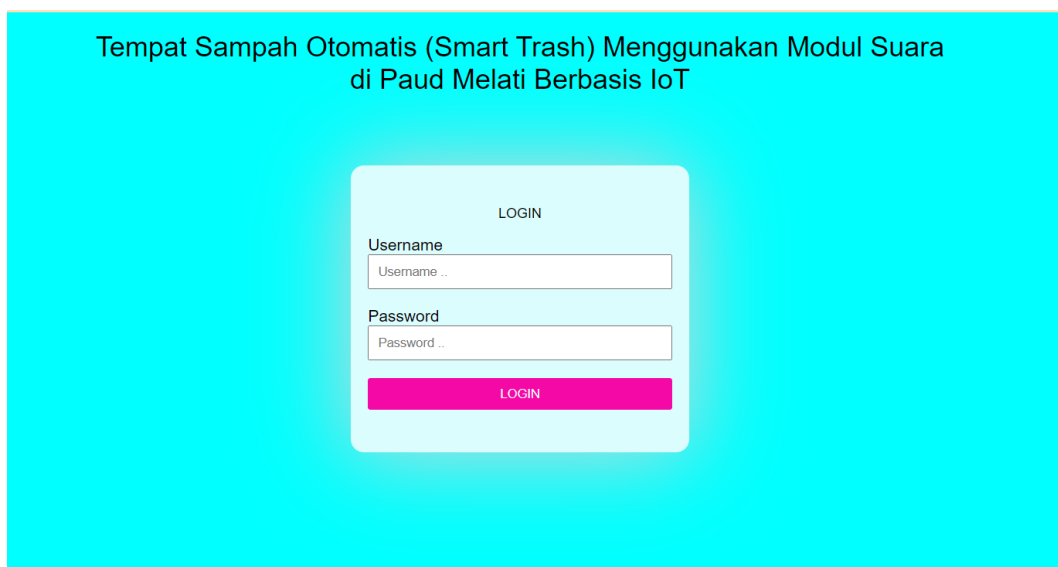 Tempat Sampah Otomatis (Smart Trash) Menggunakan Modul Suara
di Paud Melati Berbasis IoT
LOGIN
Username
Username ..
Password
Password ..
LOGIN